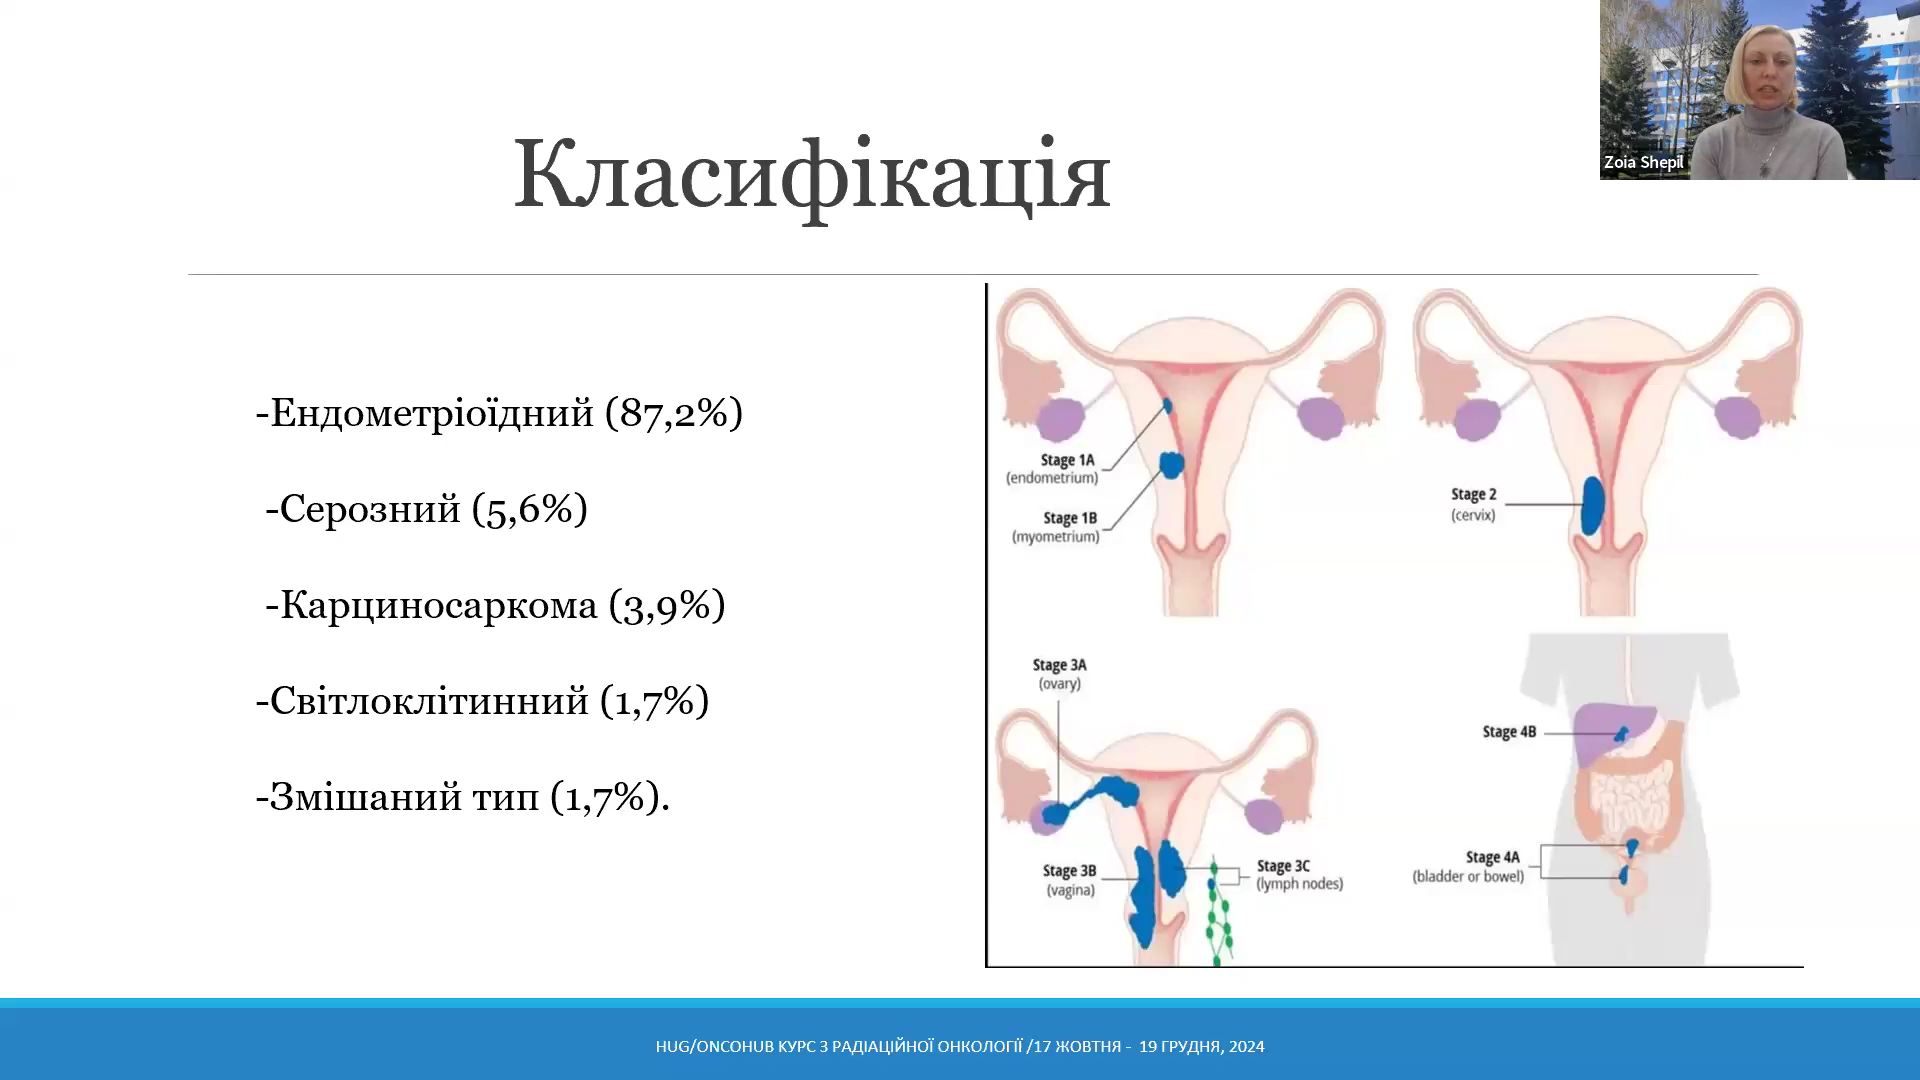 Zoia Shepil
Класифікація
-Ендометріоїдний (87,2%)
-Серозний (5,6%)
-Карциносаркома (3,9%)
-Світлоклітинний (1,7%)
-Змішаний тип (1,7%).
Stage 1A
(endometrium)
Stage 1B
(myometrium)
Stage 2
(cervix)
Stage 3A
(ovary)
Stage 3B
(vagina)
Stage 3C
(lymph nodes)
Stage 4B
Stage 4A
(bladder or bowel)
HUG/ONCOHUB КУРС З РАДІАЦІЙНОЇ ОНКОЛОГІЇ /17 ЖОВТНЯ - 19 ГРУДНЯ, 2024